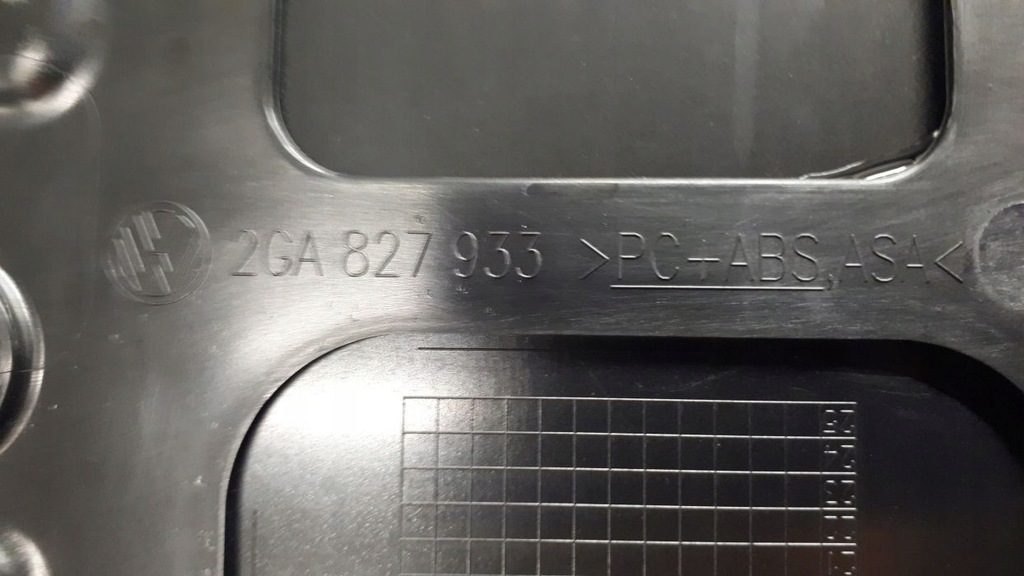 2GA 827 933 >PC+ABS,ASA<